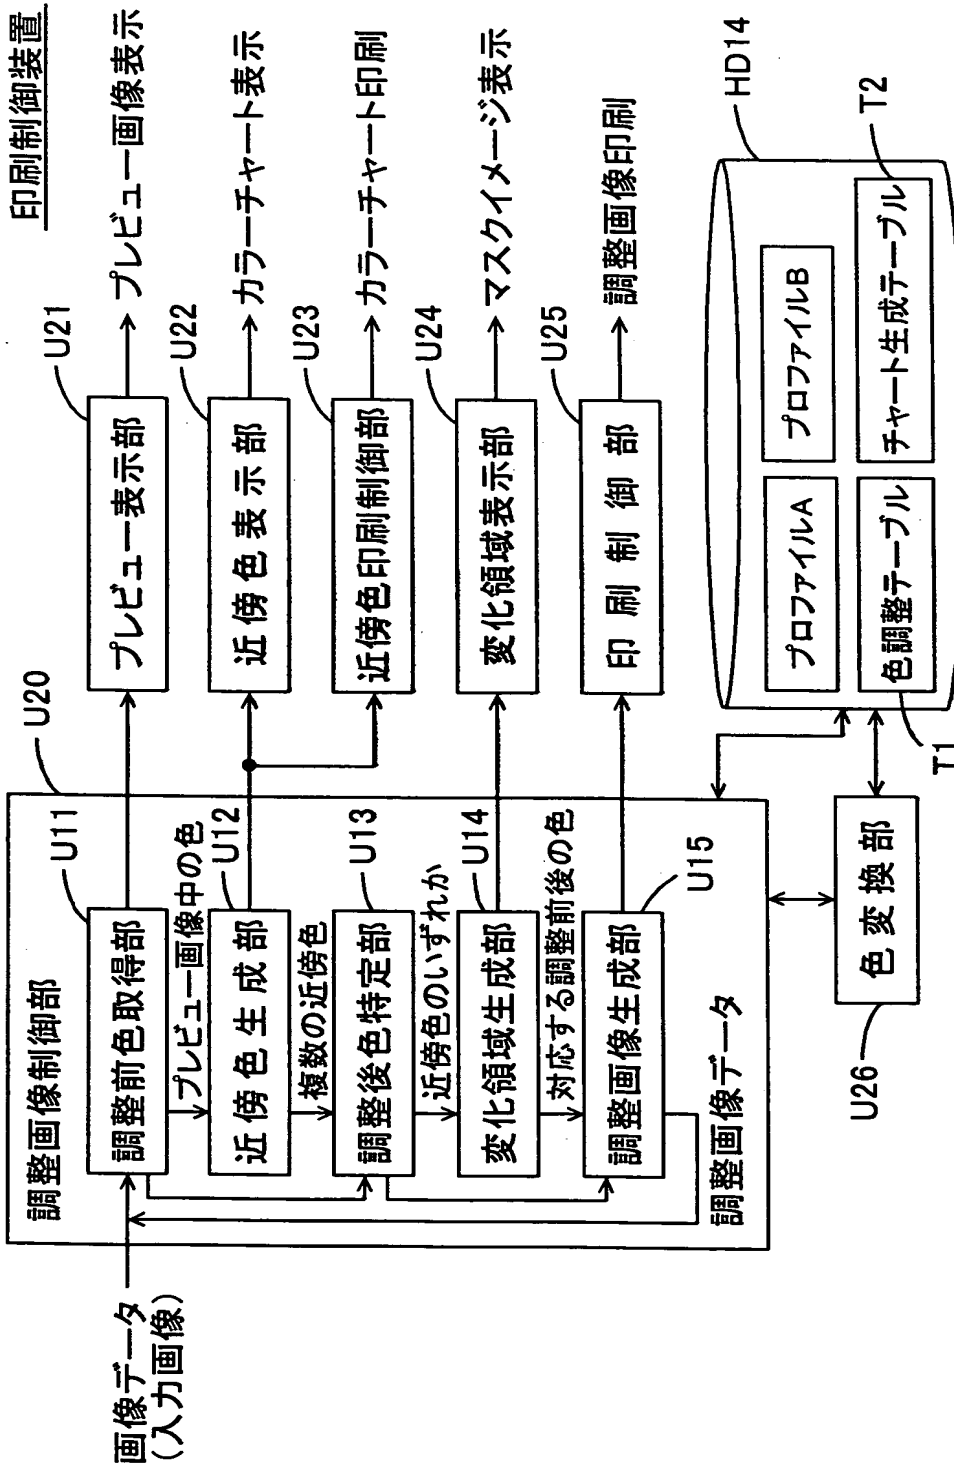 印刷制御装置
画像データ
(入力画像)
調整画像制御部
U20
調整前色取得部
U11
プレビュー画像中の色
近傍色生成部
U12
複数の近傍色
調整後色特定部
U13
近傍色のいずれか
変化領域生成部
U14
対応する調整前後の色
調整画像生成部
U15
調整画像データ
プレビュー表示部
U21
プレビュー画像表示
近傍色表示部
U22
カラーチャート表示
近傍色印刷制御部
U23
カラーチャート印刷
変化領域表示部
U24
マスクイメージ表示
印刷制御部
U25
調整画像印刷
色変換部
U26
HD14
プロファイルA
プロファイルB
色調整テーブル
T1
チャート生成テーブル
T2